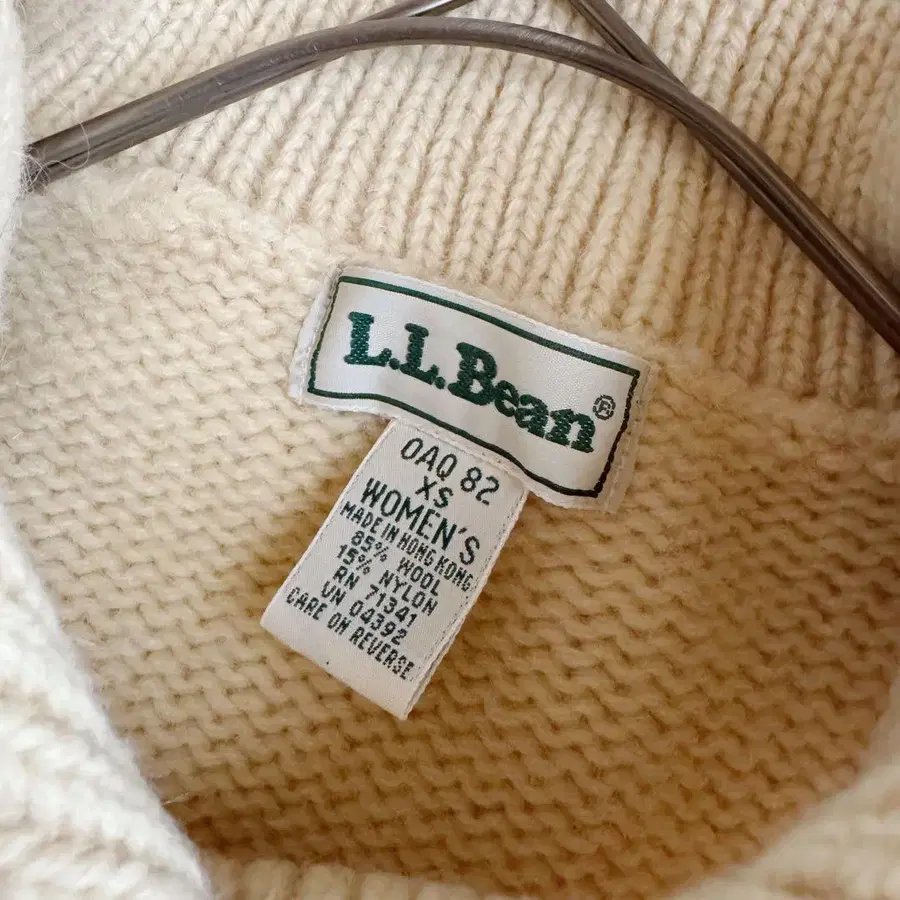 L.L.Bean®
0AQ 82
XS
WOMEN'S
MADE IN HONG KONG
85% WOOL
15% NYLON
RN 71341
VN 04392
CARE ON REVERSE